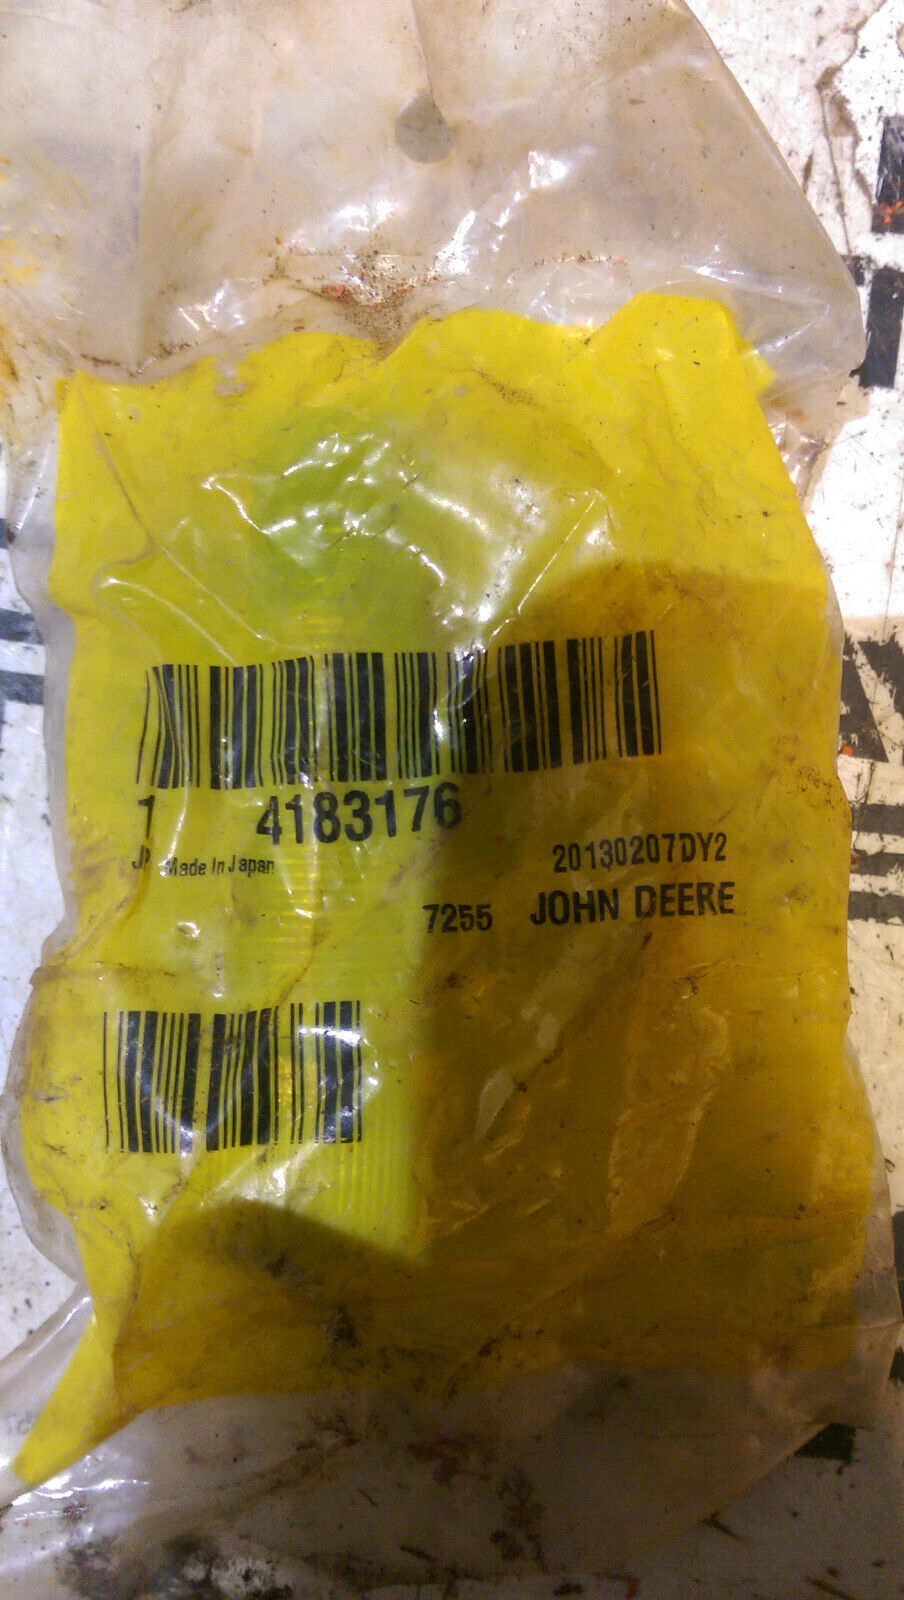 1 4183176
Made In Japan 20130207DY2
7255 JOHN DEERE